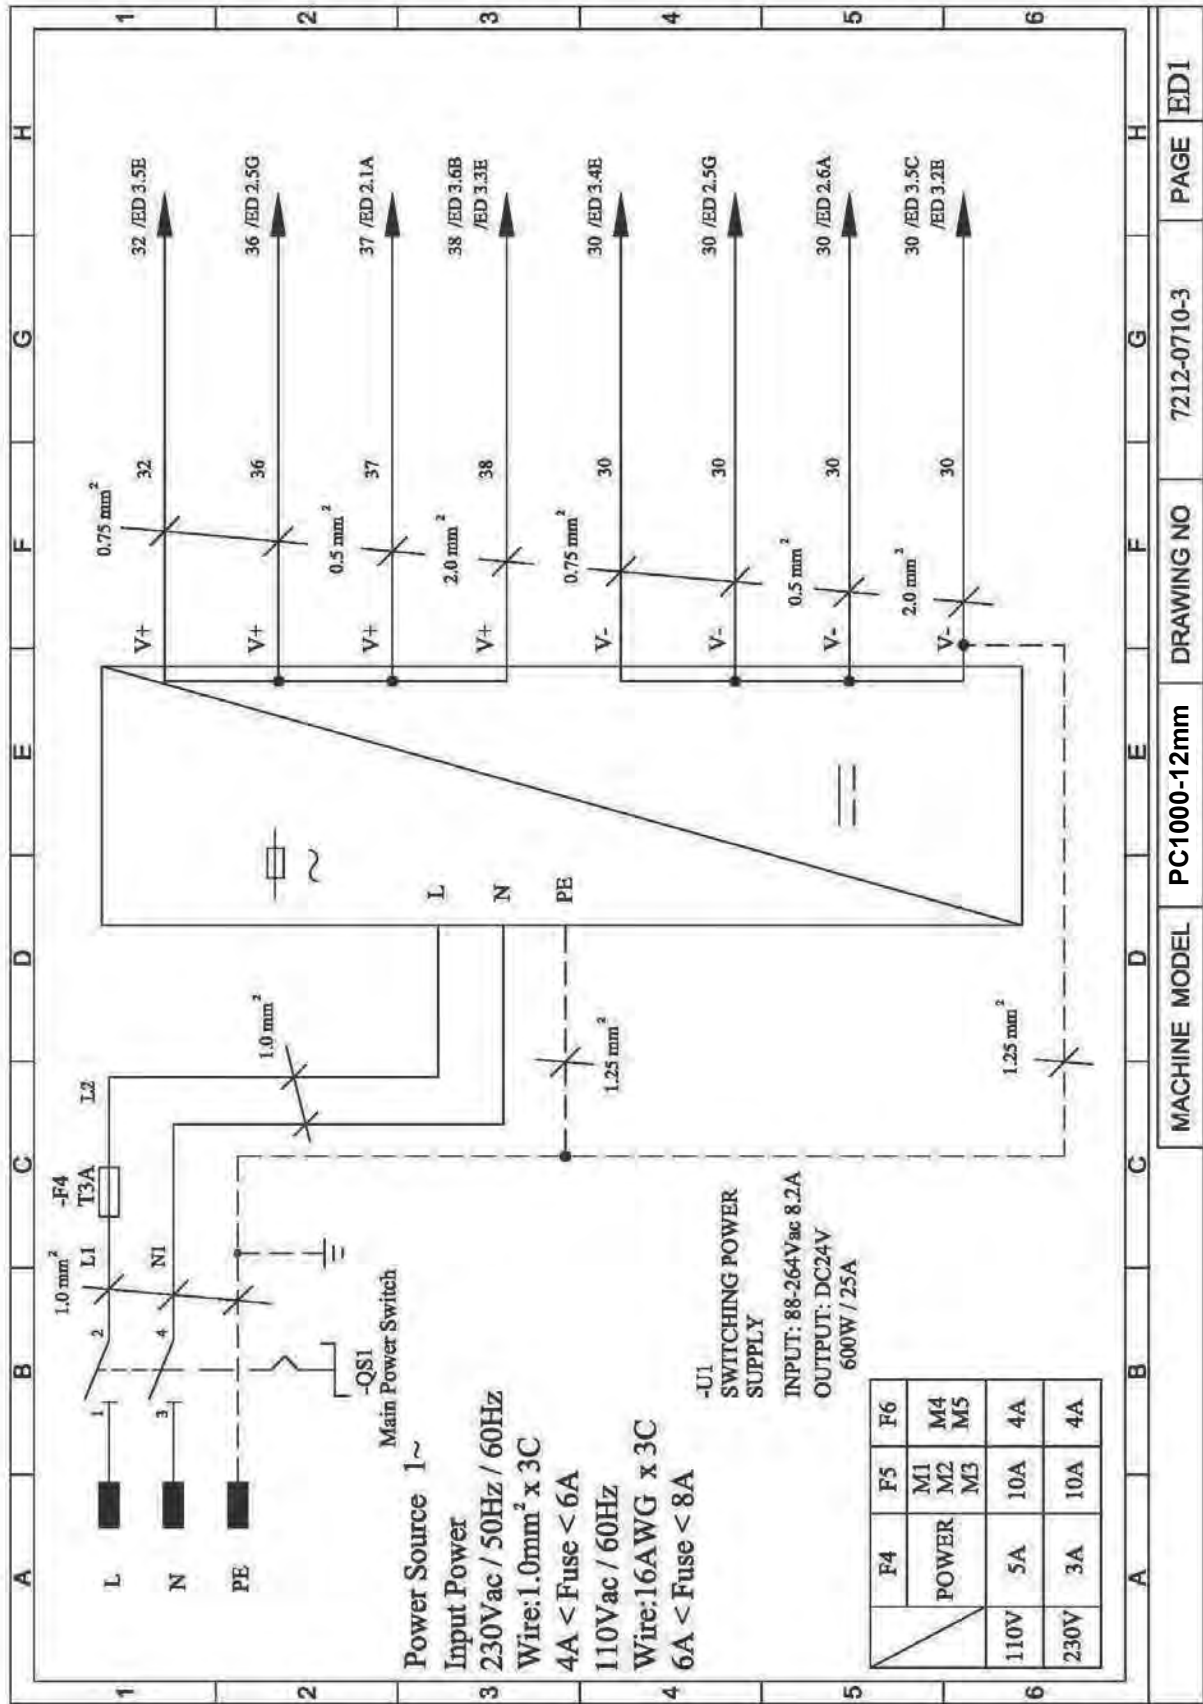 A B C D E F G H
1
2
3
4
5
6
L
N
PE
1
2
3
4
1.0 mm²
L1
N1
-F4
T3A
L2
1.0 mm²
-QS1
Main Power Switch
Power Source 1~
Input Power
230Vac / 50Hz / 60Hz
Wire:1.0mm² x 3C
4A < Fuse < 6A
110Vac / 60Hz
Wire:16AWG x 3C
6A < Fuse < 8A
-U1
SWITCHING POWER
SUPPLY
INPUT: 88-264Vac 8.2A
OUTPUT: DC24V
600W / 25A
F4 F5 F6
POWER M1 M2 M3 M4 M5
110V 5A 10A 4A
230V 3A 10A 4A
1.25 mm²
1.25 mm²
~
L
N
PE
V+
V+
V+
V+
V-
V-
V-
V-
0.75 mm²
0.5 mm²
2.0 mm²
0.75 mm²
0.5 mm²
2.0 mm²
32
36
37
38
30
30
30
30
32 /ED 3.5E
36 /ED 2.5G
37 /ED 2.1A
38 /ED 3.6B
/ED 3.3E
30 /ED 3.4E
30 /ED 2.5G
30 /ED 2.6A
30 /ED 3.5C
/ED 3.2E
1
2
3
4
5
6
A B C D E F G H
MACHINE MODEL PC1000-12mm DRAWING NO 7212-0710-3 PAGE ED1